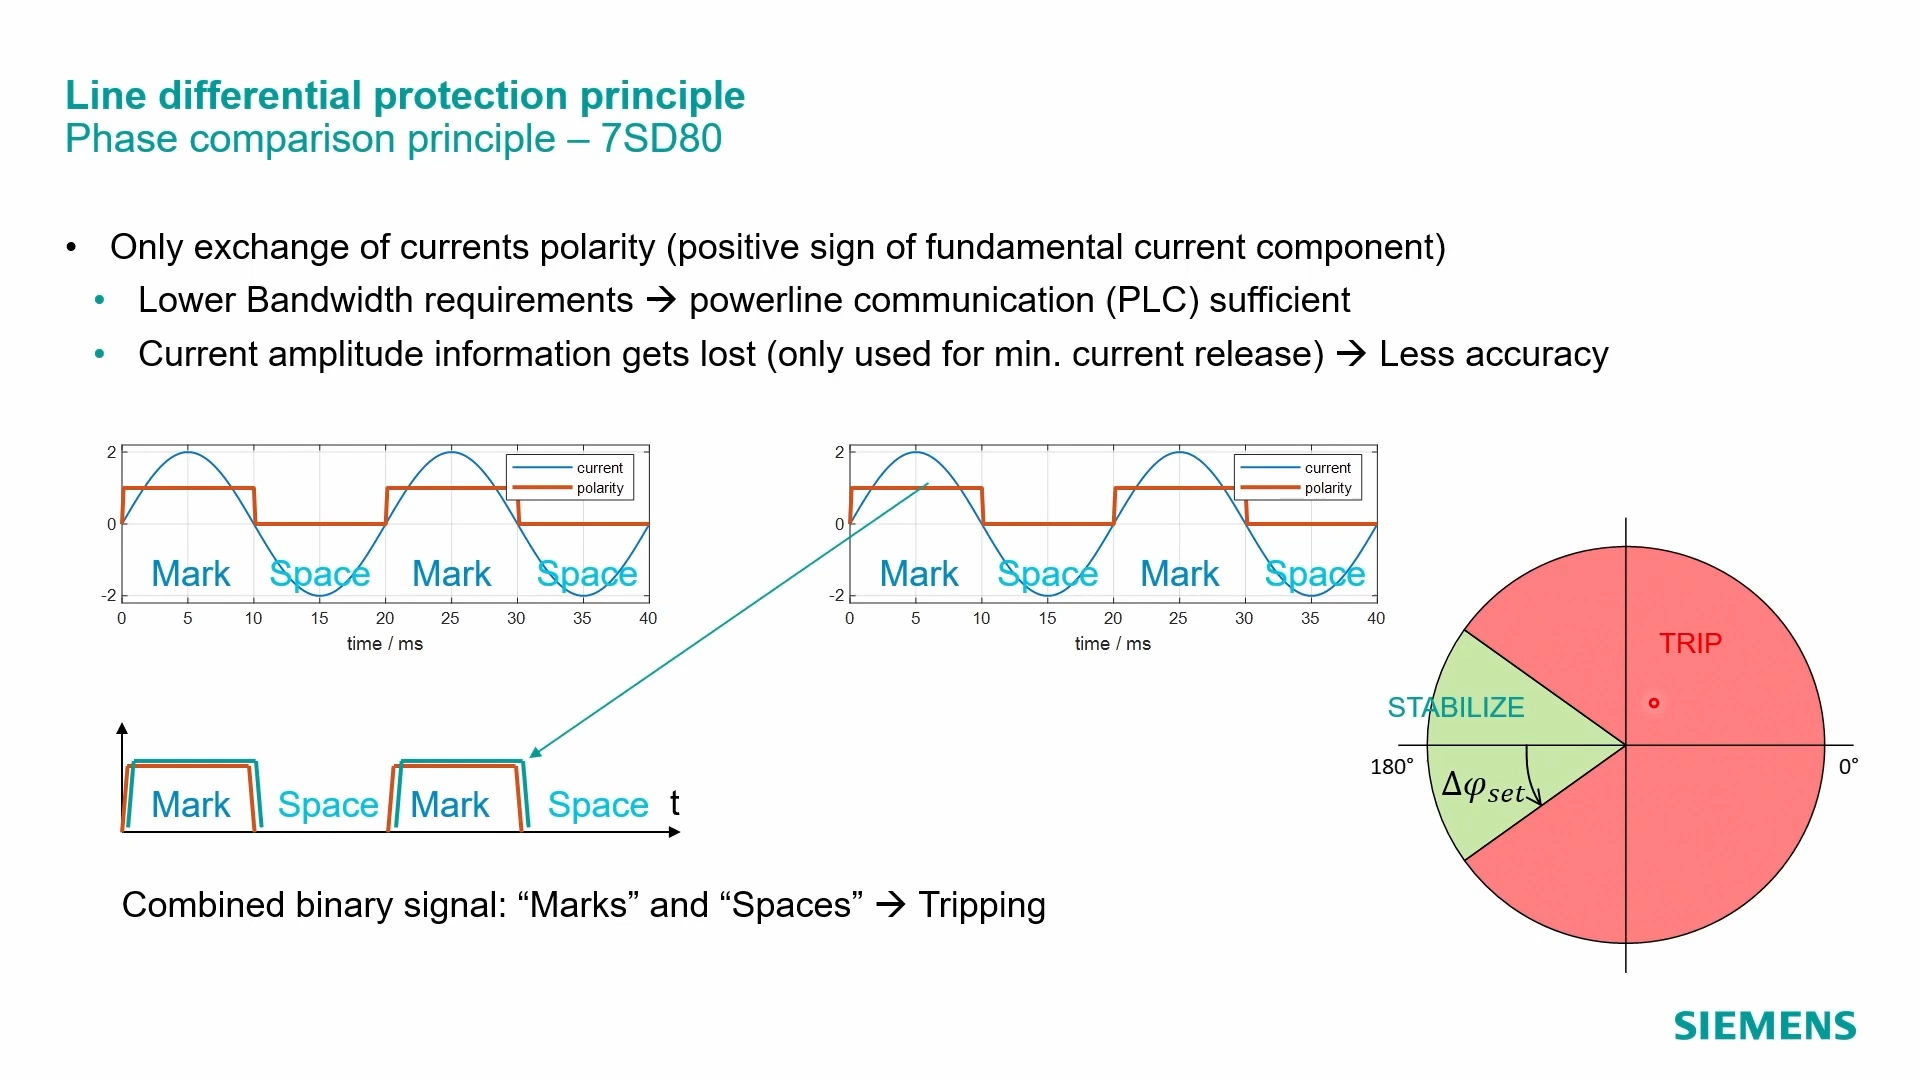 Line differential protection principle
Phase comparison principle – 7SD80
• Only exchange of currents polarity (positive sign of fundamental current component)
• Lower Bandwidth requirements → powerline communication (PLC) sufficient
• Current amplitude information gets lost (only used for min. current release) → Less accuracy
2
0
-2
current
polarity
Mark Space Mark Space
0 5 10 15 20 25 30 35 40
time / ms
2
0
-2
current
polarity
Mark Space Mark Space
0 5 10 15 20 25 30 35 40
time / ms
TRIP
STABILIZE
180° 0°
Δφset
Mark Space Mark Space t
Combined binary signal: “Marks” and “Spaces” → Tripping
SIEMENS